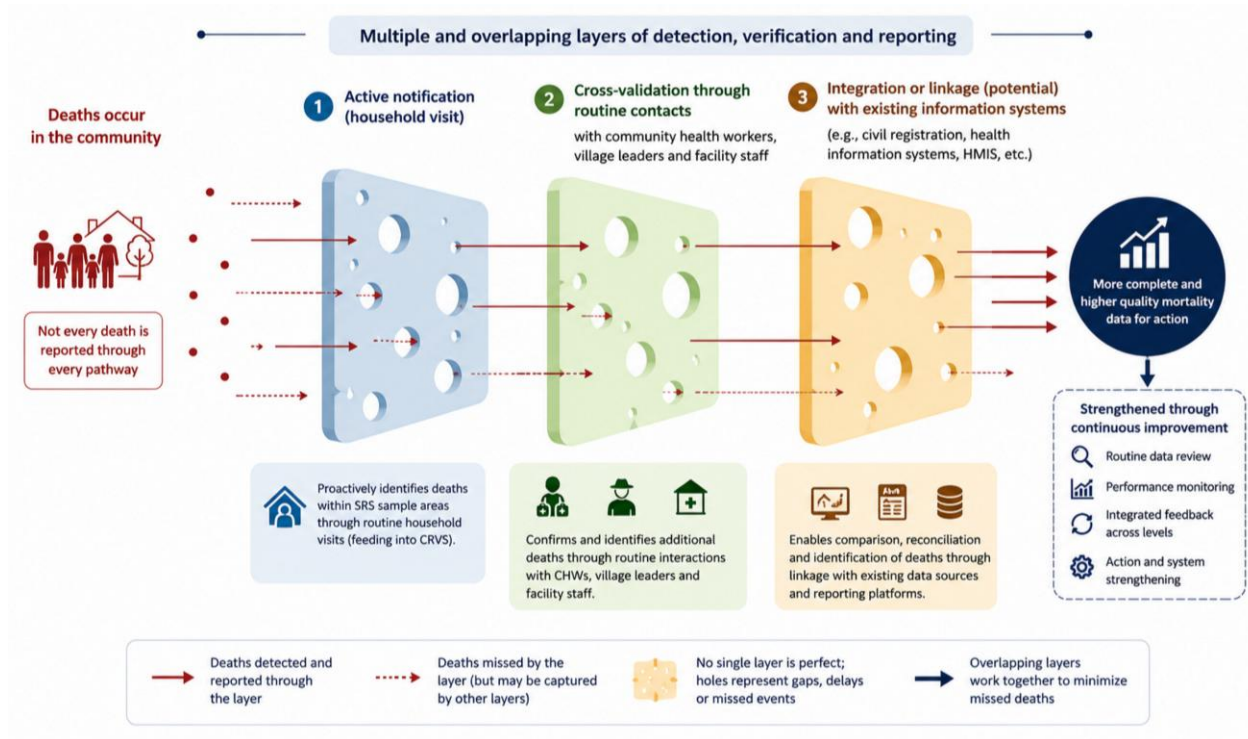 Multiple and overlapping layers of detection, verification and reporting
Deaths occur
in the community
Not every death is
reported through
every pathway
1
Active notification
(household visit)
2
Cross-validation through
routine contacts
with community health workers,
village leaders and facility staff
3
Integration or linkage (potential)
with existing information systems
(e.g., civil registration, health
information systems, HMIS, etc.)
More complete and
higher quality mortality
data for action
Proactively identifies deaths
within SRS sample areas
through routine household
visits (feeding into CRVS).
Confirms and identifies additional
deaths through routine interactions
with CHWs, village leaders and
facility staff.
Enables comparison, reconciliation
and identification of deaths through
linkage with existing data sources
and reporting platforms.
Strengthened through
continuous improvement
Routine data review
Performance monitoring
Integrated feedback
across levels
Action and system
strengthening
Deaths detected and
reported through
the layer
Deaths missed by the
layer (but may be captured
by other layers)
No single layer is perfect;
holes represent gaps, delays
or missed events
Overlapping layers
work together to minimize
missed deaths